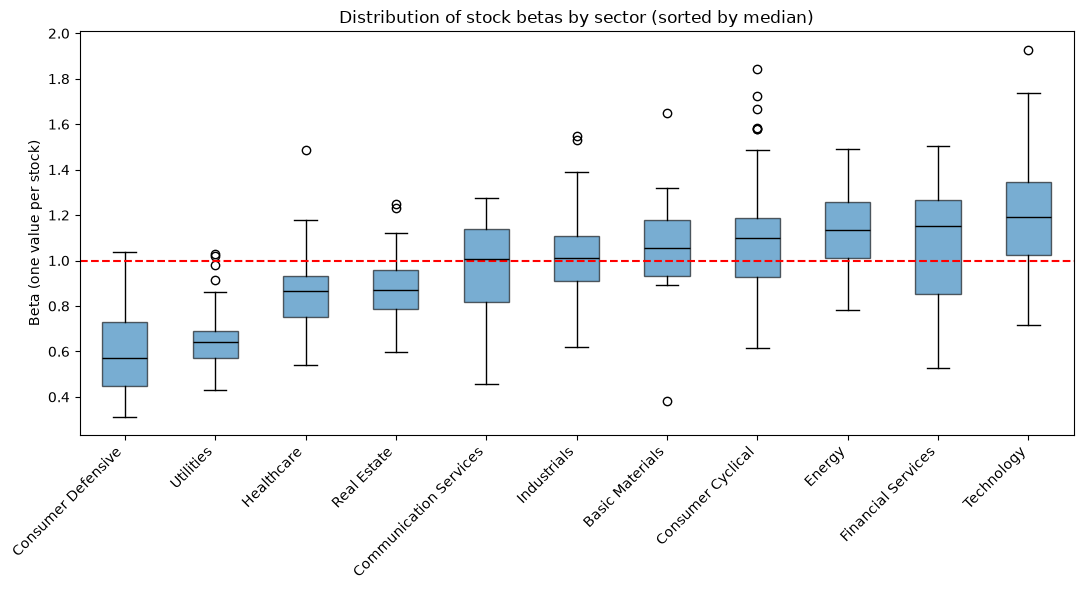 Distribution of stock betas by sector (sorted by median)
Beta (one value per stock)
2.0
1.8
1.6
1.4
1.2
1.0
0.8
0.6
0.4
Consumer Defensive
Utilities
Healthcare
Real Estate
Communication Services
Industrials
Basic Materials
Consumer Cyclical
Energy
Financial Services
Technology